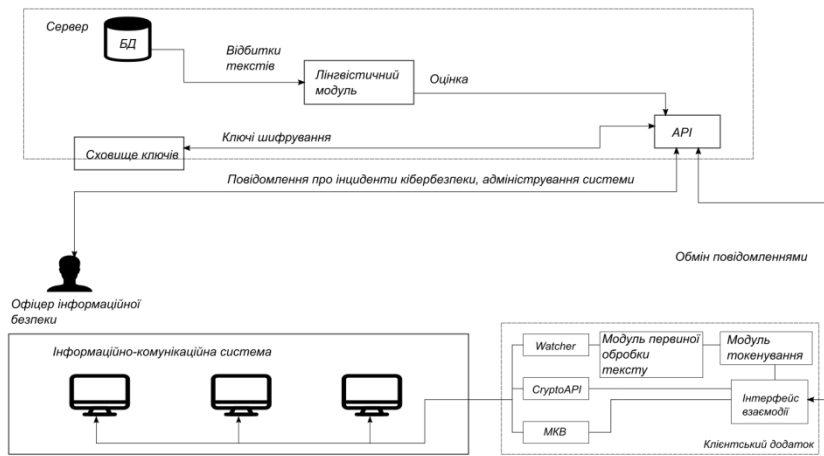 Сервер
БД
Відбитки
текстів
Лінгвістичний
модуль
Оцінка
API
Ключі шифрування
Сховище ключів
Повідомлення про інциденти кібербезпеки, адміністрування системи
Обмін повідомленнями
Офіцер інформаційної
безпеки
Інформаційно-комунікаційна система
Watcher
Модуль первиної
обробки
тексту
Модуль
токенування
CryptoAPI
Інтерфейс
взаємодії
МКВ
Клієнтський додаток